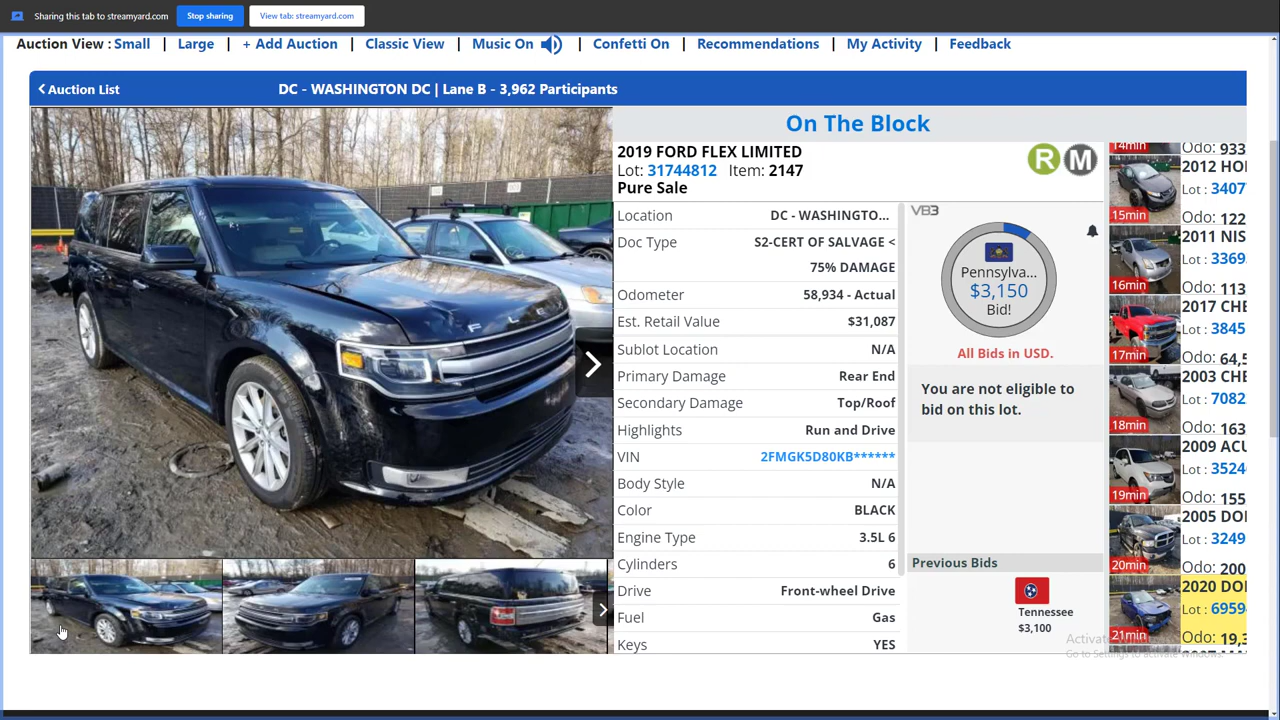 Sharing this tab to streamyard.com
Stop sharing
View tab: streamyard.com
Auction View : Small | Large | + Add Auction | Classic View | Music On | Confetti On | Recommendations | My Activity | Feedback
Auction List
DC - WASHINGTON DC | Lane B - 3,962 Participants
On The Block
2019 FORD FLEX LIMITED
Lot: 31744812 Item: 2147
Pure Sale
R M
Location DC - WASHINGTO...
Doc Type S2-CERT OF SALVAGE <
75% DAMAGE
Odometer 58,934 - Actual
Est. Retail Value $31,087
Sublot Location N/A
Primary Damage Rear End
Secondary Damage Top/Roof
Highlights Run and Drive
VIN 2FMGK5D80KB******
Body Style N/A
Color BLACK
Engine Type 3.5L 6
Cylinders 6
Drive Front-wheel Drive
Fuel Gas
Keys YES
VB3
Pennsylva...
$3,150
Bid!
All Bids in USD.
You are not eligible to
bid on this lot.
Previous Bids
Tennessee
$3,100
14min
Odo: 933
2012 HO
Lot : 3407
15min
Odo: 122
2011 NIS
Lot : 3369
16min
Odo: 113
2017 CHE
Lot : 3845
17min
Odo: 64,5
2003 CHE
Lot : 7082
18min
Odo: 163
2009 ACU
Lot : 3524
19min
Odo: 155
2005 DO
Lot : 3249
20min
Odo: 200
2020 DO
Lot : 6959
21min
Odo: 19,3
F L E X
Activate Windows
Go to Settings to activate Windows.